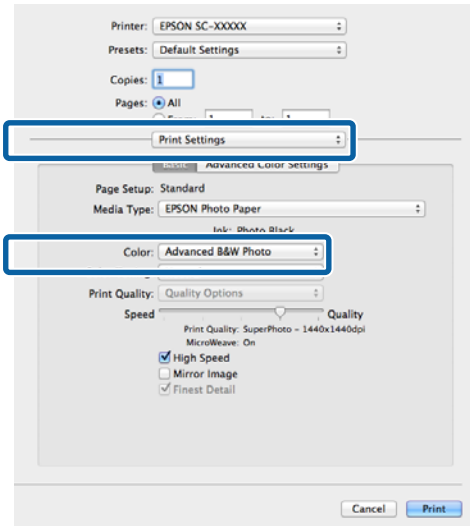 Printer: EPSON SC-XXXXX
Presets: Default Settings
Copies: 1
Pages: All
Print Settings
Basic Advanced Color Settings
Page Setup: Standard
Media Type: EPSON Photo Paper
Ink: Photo Black
Color: Advanced B&W Photo
Print Quality: Quality Options
Speed Quality
Print Quality: SuperPhoto - 1440x1440dpi
MicroWeave: On
High Speed
Mirror Image
Finest Detail
Cancel Print